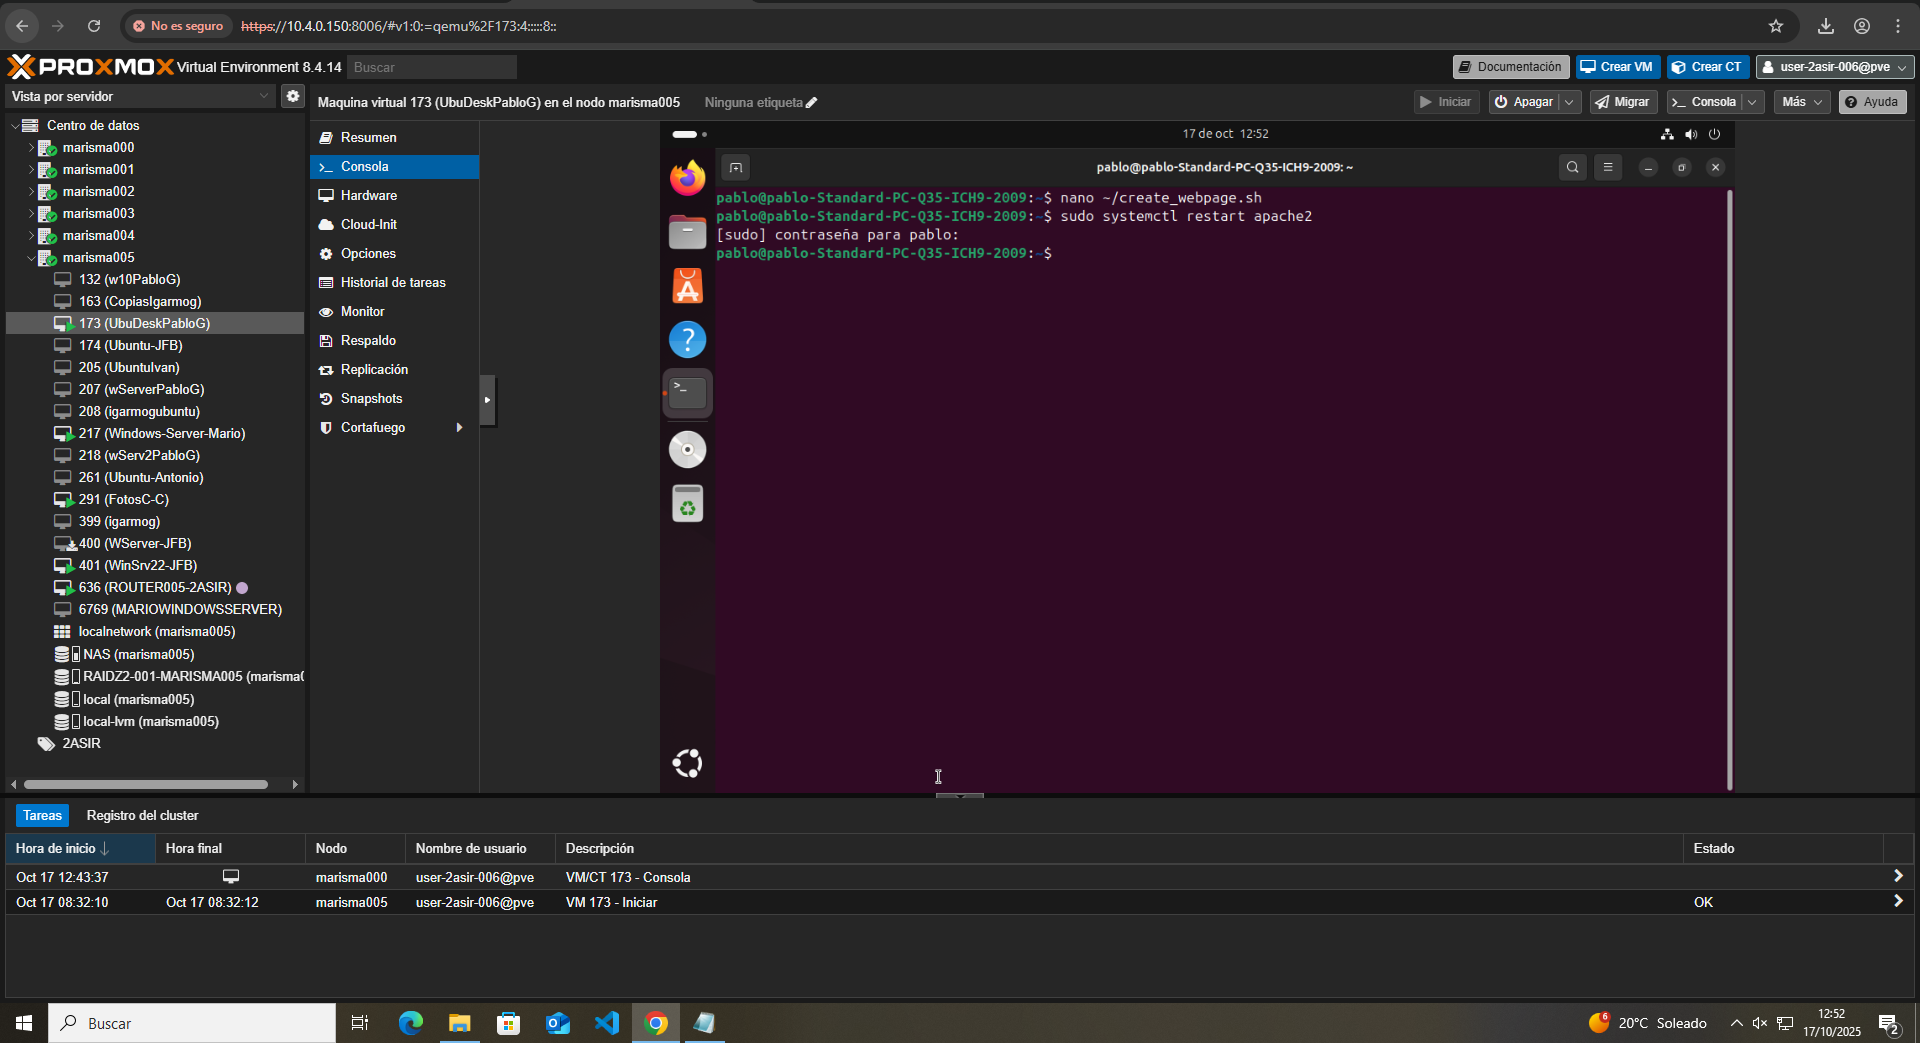 No es seguro https://10.4.0.150:8006/#v1:0:=qemu%2F173:4:::::8::
PROXMOX Virtual Environment 8.4.14 Buscar Documentación Crear VM Crear CT user-2asir-006@pve
Vista por servidor
Maquina virtual 173 (UbuDeskPabloG) en el nodo marisma005 Ninguna etiqueta Iniciar Apagar Migrar Consola Más Ayuda
Centro de datos
marisma000
marisma001
marisma002
marisma003
marisma004
marisma005
132 (w10PabloG)
163 (CopiasIgarmog)
173 (UbuDeskPabloG)
174 (Ubuntu-JFB)
205 (UbuntuIvan)
207 (wServerPabloG)
208 (igarmogubuntu)
217 (Windows-Server-Mario)
218 (wServ2PabloG)
261 (Ubuntu-Antonio)
291 (FotosC-C)
399 (igarmog)
400 (WServer-JFB)
401 (WinSrv22-JFB)
636 (ROUTER005-2ASIR)
6769 (MARIOWINDOWSSERVER)
localnetwork (marisma005)
NAS (marisma005)
RAIDZ2-001-MARISMA005 (marisma0
local (marisma005)
local-lvm (marisma005)
2ASIR
Resumen
Consola
Hardware
Cloud-Init
Opciones
Historial de tareas
Monitor
Respaldo
Replicación
Snapshots
Cortafuego
17 de oct 12:52
pablo@pablo-Standard-PC-Q35-ICH9-2009: ~
pablo@pablo-Standard-PC-Q35-ICH9-2009:~$ nano ~/create_webpage.sh
pablo@pablo-Standard-PC-Q35-ICH9-2009:~$ sudo systemctl restart apache2
[sudo] contraseña para pablo:
pablo@pablo-Standard-PC-Q35-ICH9-2009:~$
Tareas Registro del cluster
Hora de inicio Hora final Nodo Nombre de usuario Descripción Estado
Oct 17 12:43:37 marisma000 user-2asir-006@pve VM/CT 173 - Consola
Oct 17 08:32:10 Oct 17 08:32:12 marisma005 user-2asir-006@pve VM 173 - Iniciar OK
Buscar
6 20°C Soleado
12:52
17/10/2025
2